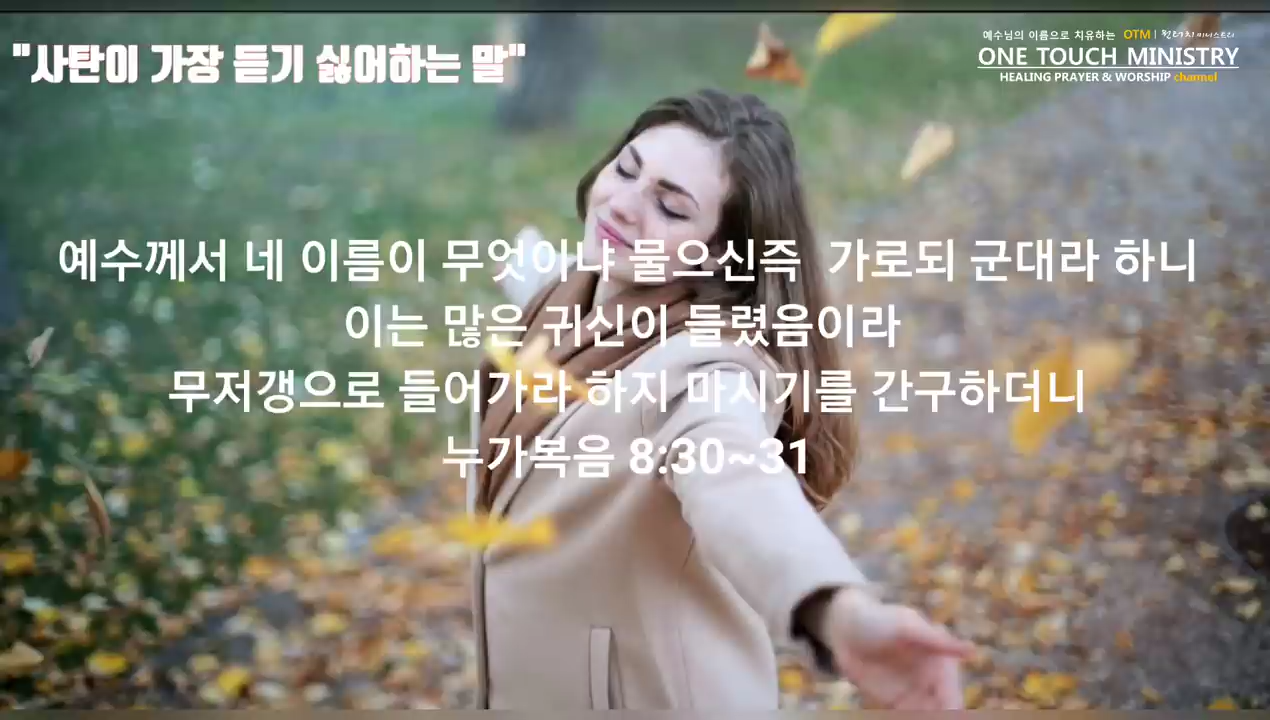 "사탄이 가장 듣기 싫어하는 말"
예수님의 이름으로 치유하는 OTM | 원터치 미니스트리
ONE TOUCH MINISTRY
HEALING PRAYER & WORSHIP channel
예수께서 네 이름이 무엇이냐 물으신즉 가로되 군대라 하니
이는 많은 귀신이 들렸음이라
무저갱으로 들어가라 하지 마시기를 간구하더니
누가복음 8:30~31